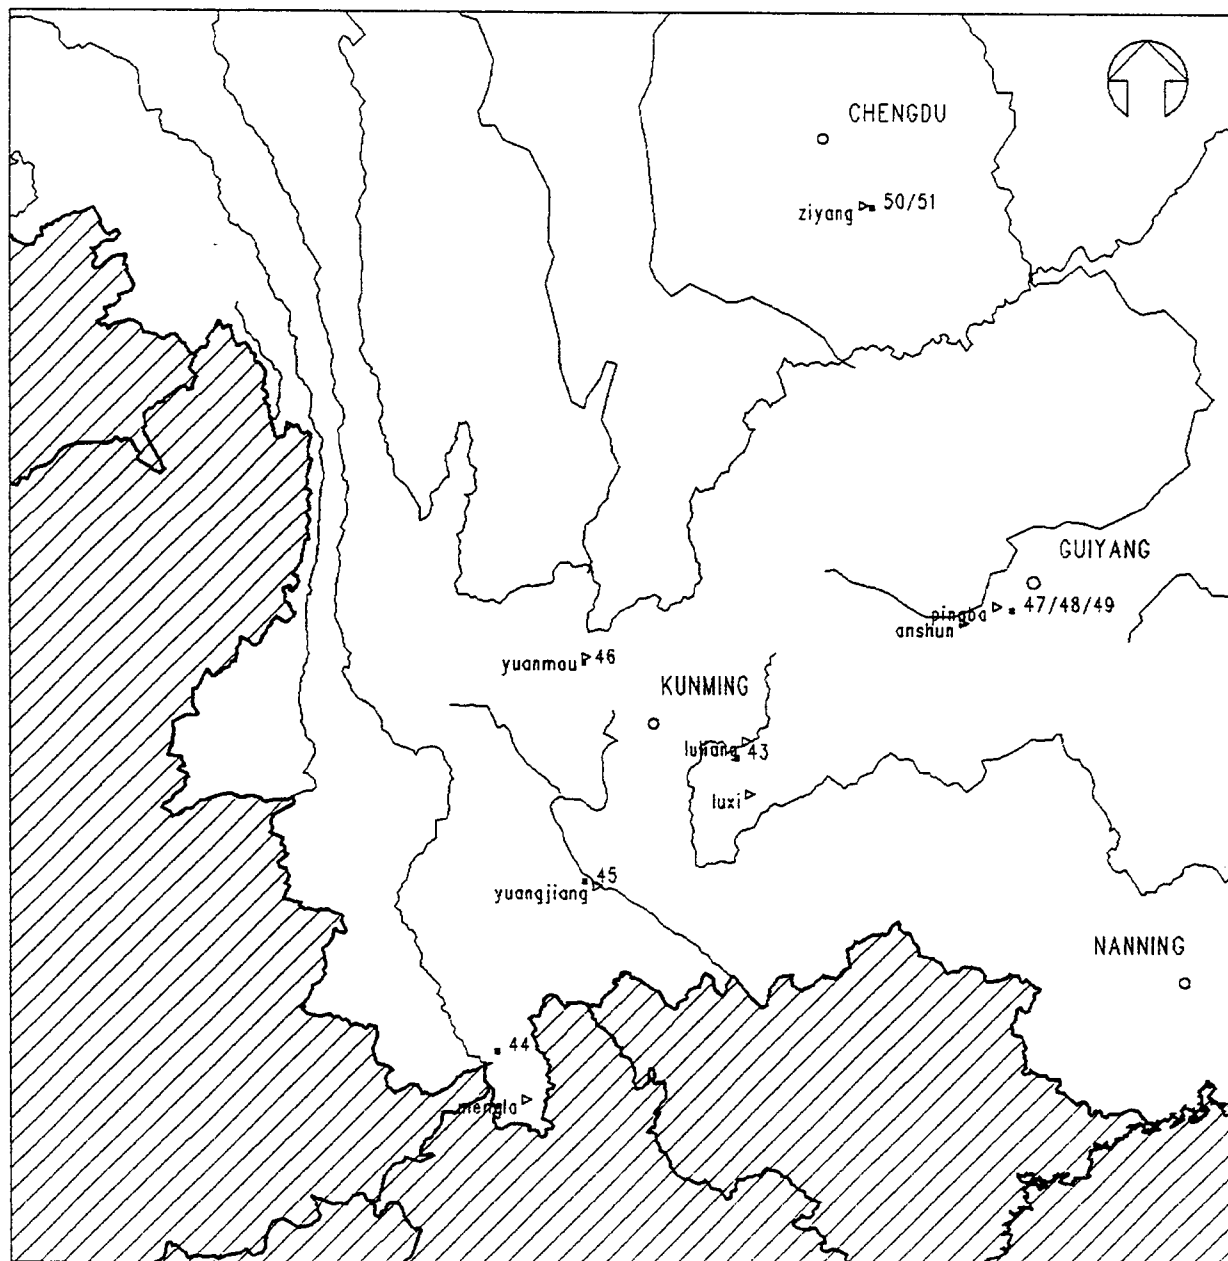 CHENGDU
ziyang 50/51
GUIYANG
pingba 47/48/49
anshun
yuanmou 46
KUNMING
luliang 43
luxi
yuangjiang 45
NANNING
44
mengla